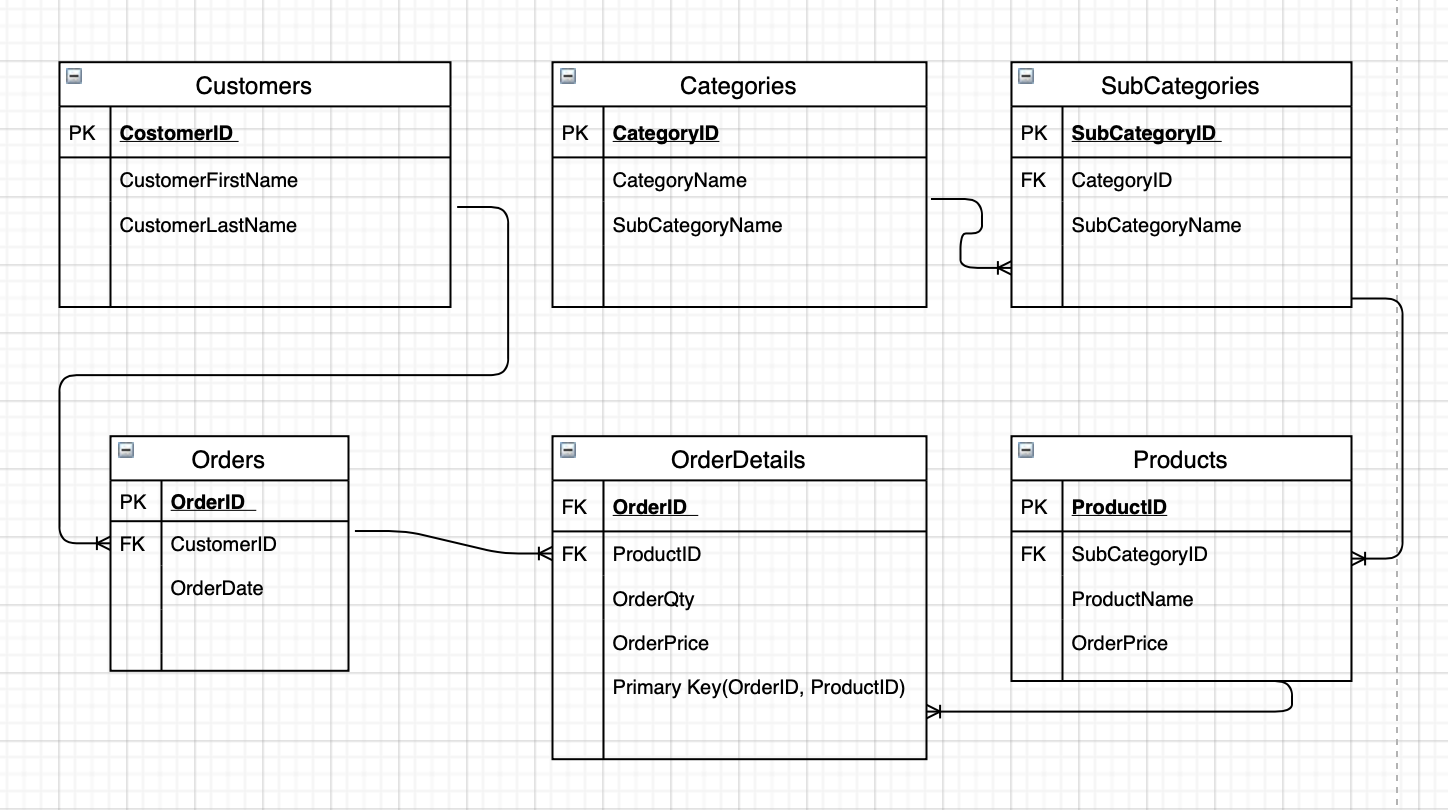 Customers
PK CostomerID
CustomerFirstName
CustomerLastName
Categories
PK CategoryID
CategoryName
SubCategoryName
SubCategories
PK SubCategoryID
FK CategoryID
SubCategoryName
Orders
PK OrderID
FK CustomerID
OrderDate
OrderDetails
FK OrderID
FK ProductID
OrderQty
OrderPrice
Primary Key(OrderID, ProductID)
Products
PK ProductID
FK SubCategoryID
ProductName
OrderPrice